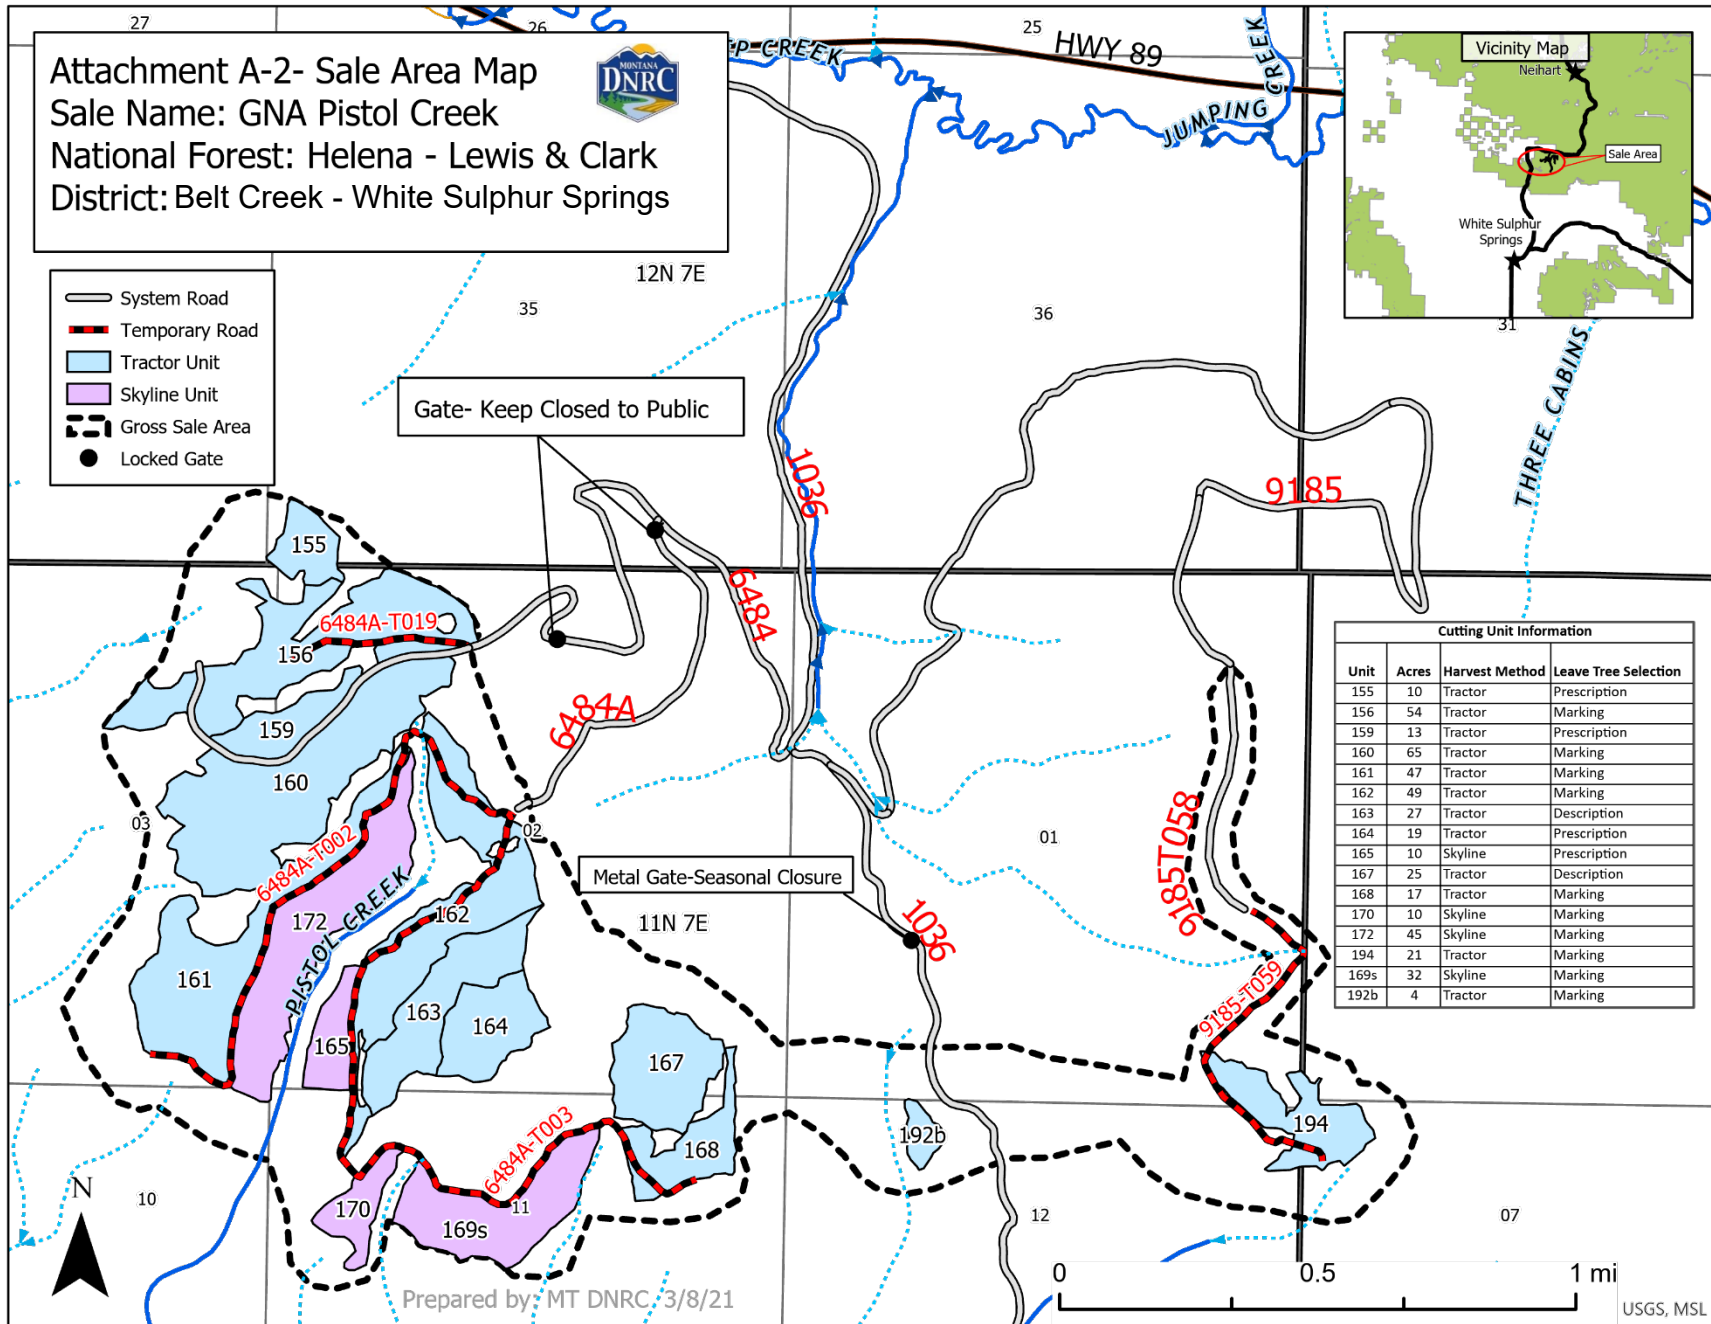 27
26
25
HWY 89
P CREEK
JUMPING CREEK
Attachment A-2- Sale Area Map
Sale Name: GNA Pistol Creek
National Forest: Helena - Lewis & Clark
District: Belt Creek - White Sulphur Springs
MONTANA
DNRC
Vicinity Map
Neihart
Sale Area
White Sulphur
Springs
31
12N 7E
35
36
System Road
Temporary Road
Tractor Unit
Skyline Unit
Gross Sale Area
Locked Gate
Gate- Keep Closed to Public
THREE CABINS
1036
9185
6484
155
6484A-T019
156
6484A
159
160
03
02
01
6484A-T002
9185T058
Metal Gate-Seasonal Closure
172
PISTOL CREEK
162
11N 7E
1036
161
163
164
165
9185-T059
167
6484A-T003
168
192b
194
N
10
170
169s
11
12
07
Cutting Unit Information
Unit Acres Harvest Method Leave Tree Selection
155 10 Tractor Prescription
156 54 Tractor Marking
159 13 Tractor Prescription
160 65 Tractor Marking
161 47 Tractor Marking
162 49 Tractor Marking
163 27 Tractor Description
164 19 Tractor Prescription
165 10 Skyline Prescription
167 25 Tractor Description
168 17 Tractor Marking
170 10 Skyline Marking
172 45 Skyline Marking
194 21 Tractor Marking
169s 32 Skyline Marking
192b 4 Tractor Marking
Prepared by: MT DNRC 3/8/21
0 0.5 1 mi
USGS, MSL